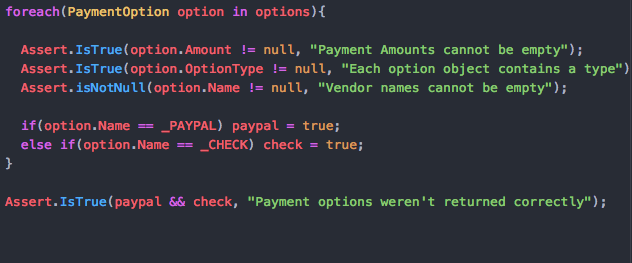 foreach(PaymentOption option in options){
Assert.IsTrue(option.Amount != null, "Payment Amounts cannot be empty");
Assert.IsTrue(option.OptionType != null, "Each option object contains a type")
Assert.isNotNull(option.Name != null, "Vendor names cannot be empty");
if(option.Name == _PAYPAL) paypal = true;
else if(option.Name == _CHECK) check = true;
}
Assert.IsTrue(paypal && check, "Payment options weren't returned correctly");